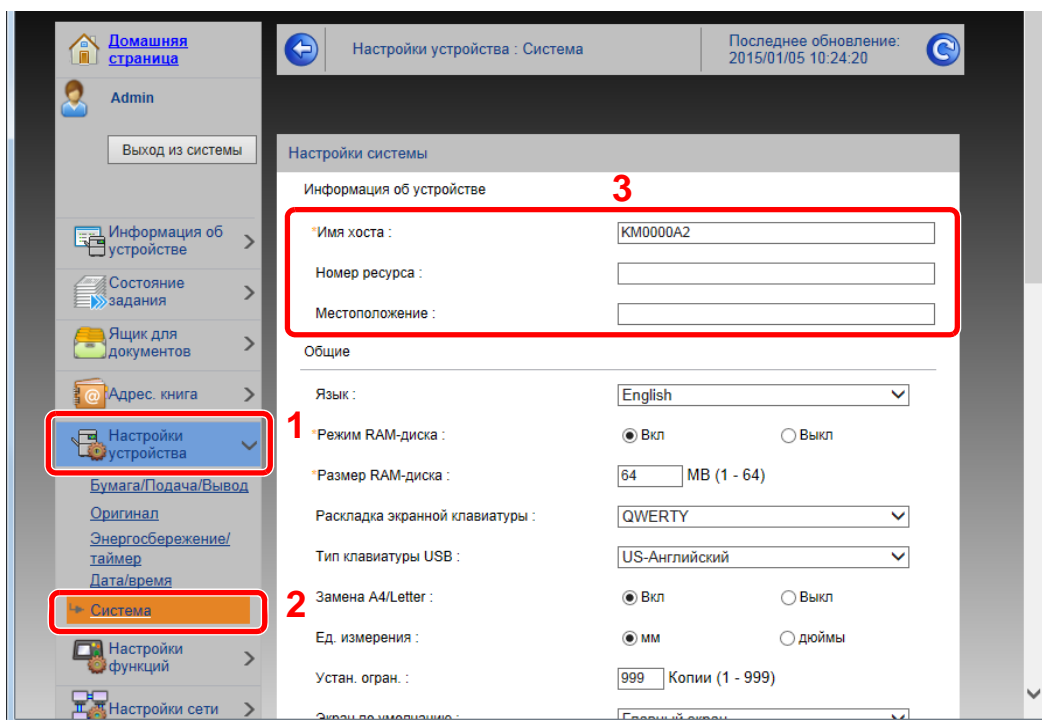 Домашняя
страница
Настройки устройства : Система
Последнее обновление:
2015/01/05 10:24:20
Admin
Выход из системы
Информация об
устройстве
Состояние
задания
Ящик для
документов
Адрес. книга
1
Настройки
устройства
Бумага/Подача/Вывод
Оригинал
Энергосбережение/
таймер
Дата/время
2
Система
Настройки
функций
Настройки сети
Настройки системы
Информация об устройстве
3
*Имя хоста : KM0000A2
Номер ресурса :
Местоположение :
Общие
Язык : English
*Режим RAM-диска : Вкл Выкл
*Размер RAM-диска : 64 MB (1 - 64)
Раскладка экранной клавиатуры : QWERTY
Тип клавиатуры USB : US-Английский
Замена A4/Letter : Вкл Выкл
Ед. измерения : мм дюймы
Устан. огран. : 999 Копии (1 - 999)
Экран по умолчанию : Главный экран